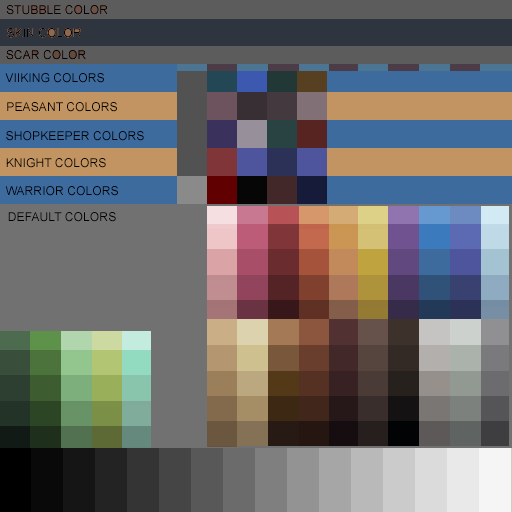 STUBBLE COLOR
SKIN COLOR
SCAR COLOR
VIIKING COLORS
PEASANT COLORS
SHOPKEEPER COLORS
KNIGHT COLORS
WARRIOR COLORS
DEFAULT COLORS